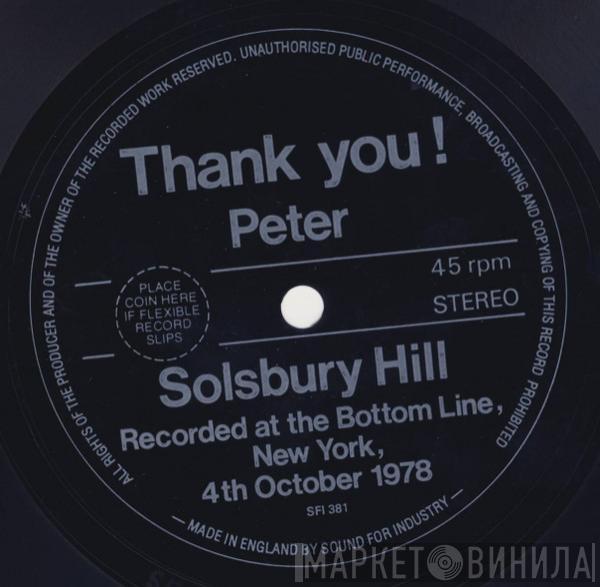 ALL RIGHTS OF THE PRODUCER AND OF THE OWNER OF THE RECORDED WORK RESERVED. UNAUTHORISED PUBLIC PERFORMANCE, BROADCASTING AND COPYING OF THIS RECORD PROHIBITED
Thank you!
Peter
45 rpm
STEREO
PLACE
COIN HERE
IF FLEXIBLE
RECORD
SLIPS
Solsbury Hill
Recorded at the Bottom Line,
New York,
4th October 1978
SFI 381
— MADE IN ENGLAND BY SOUND FOR INDUSTRY —
МАРКЕТ ВИНИЛА